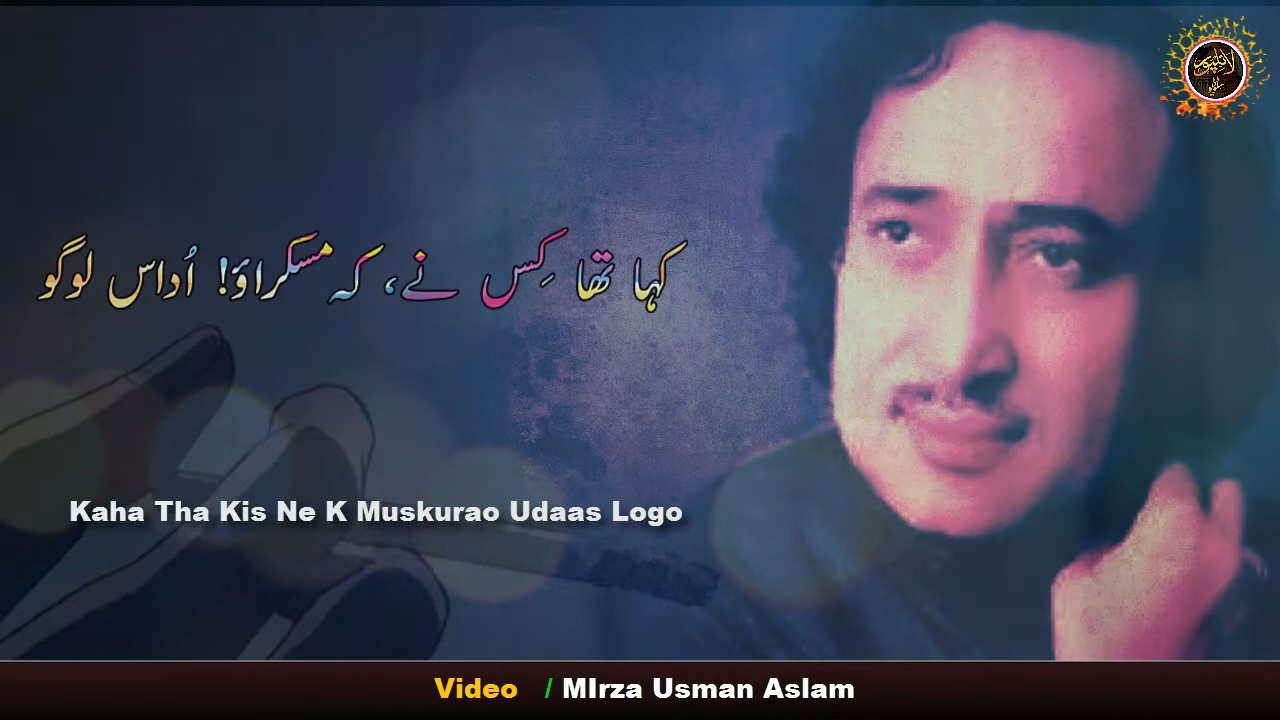 کہا تھا کِس نے، کہ مسکراؤ! اُداس لوگو
Kaha Tha Kis Ne K Muskurao Udaas Logo
Video / MIrza Usman Aslam